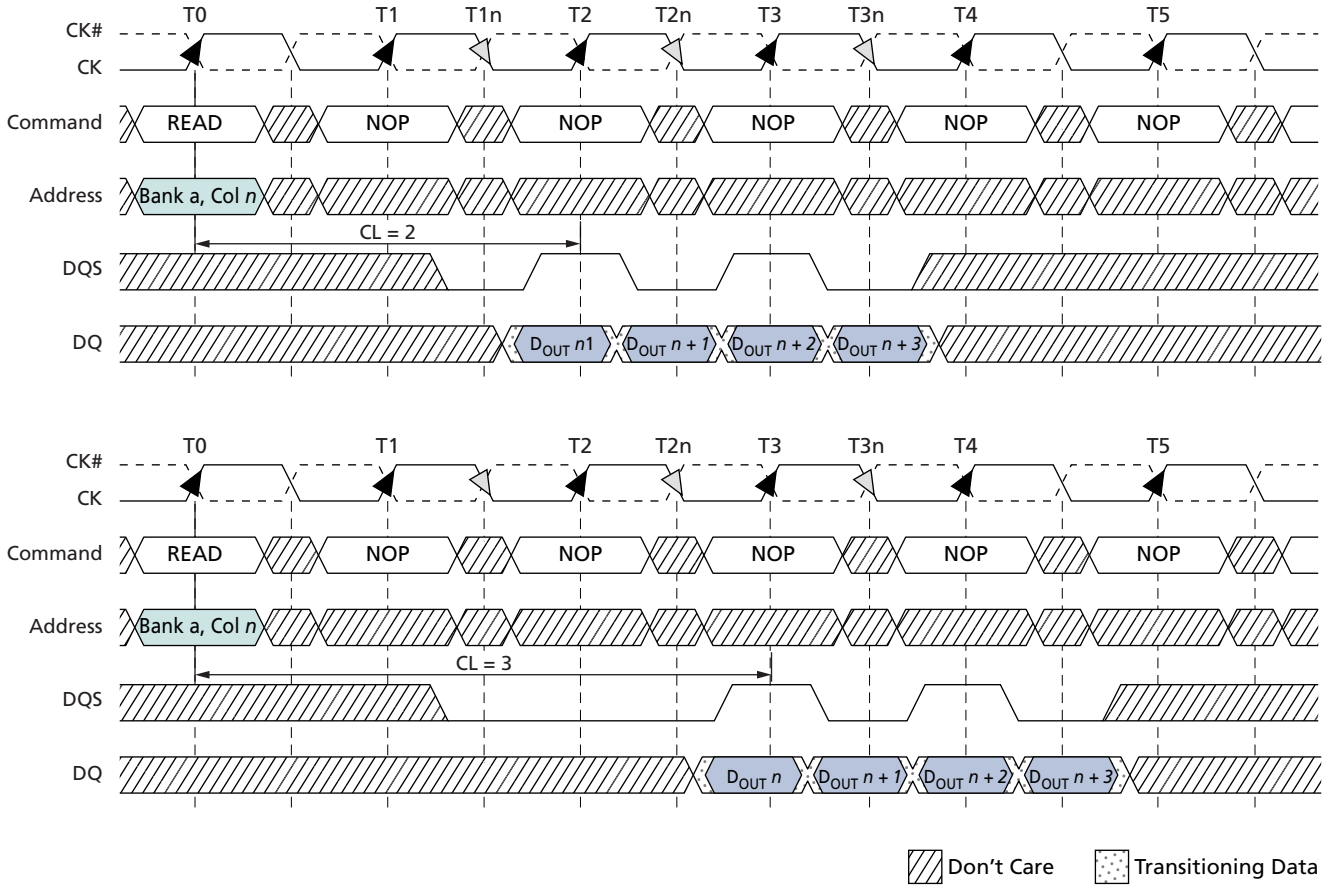 T0 T1 T1n T2 T2n T3 T3n T4 T5
CK#
CK
Command READ NOP NOP NOP NOP NOP
Address Bank a, Col n
CL = 2
DQS
DQ DOUT n1 DOUT n + 1 DOUT n + 2 DOUT n + 3
T0 T1 T1n T2 T2n T3 T3n T4 T5
CK#
CK
Command READ NOP NOP NOP NOP NOP
Address Bank a, Col n
CL = 3
DQS
DQ DOUT n DOUT n + 1 DOUT n + 2 DOUT n + 3
Don't Care Transitioning Data